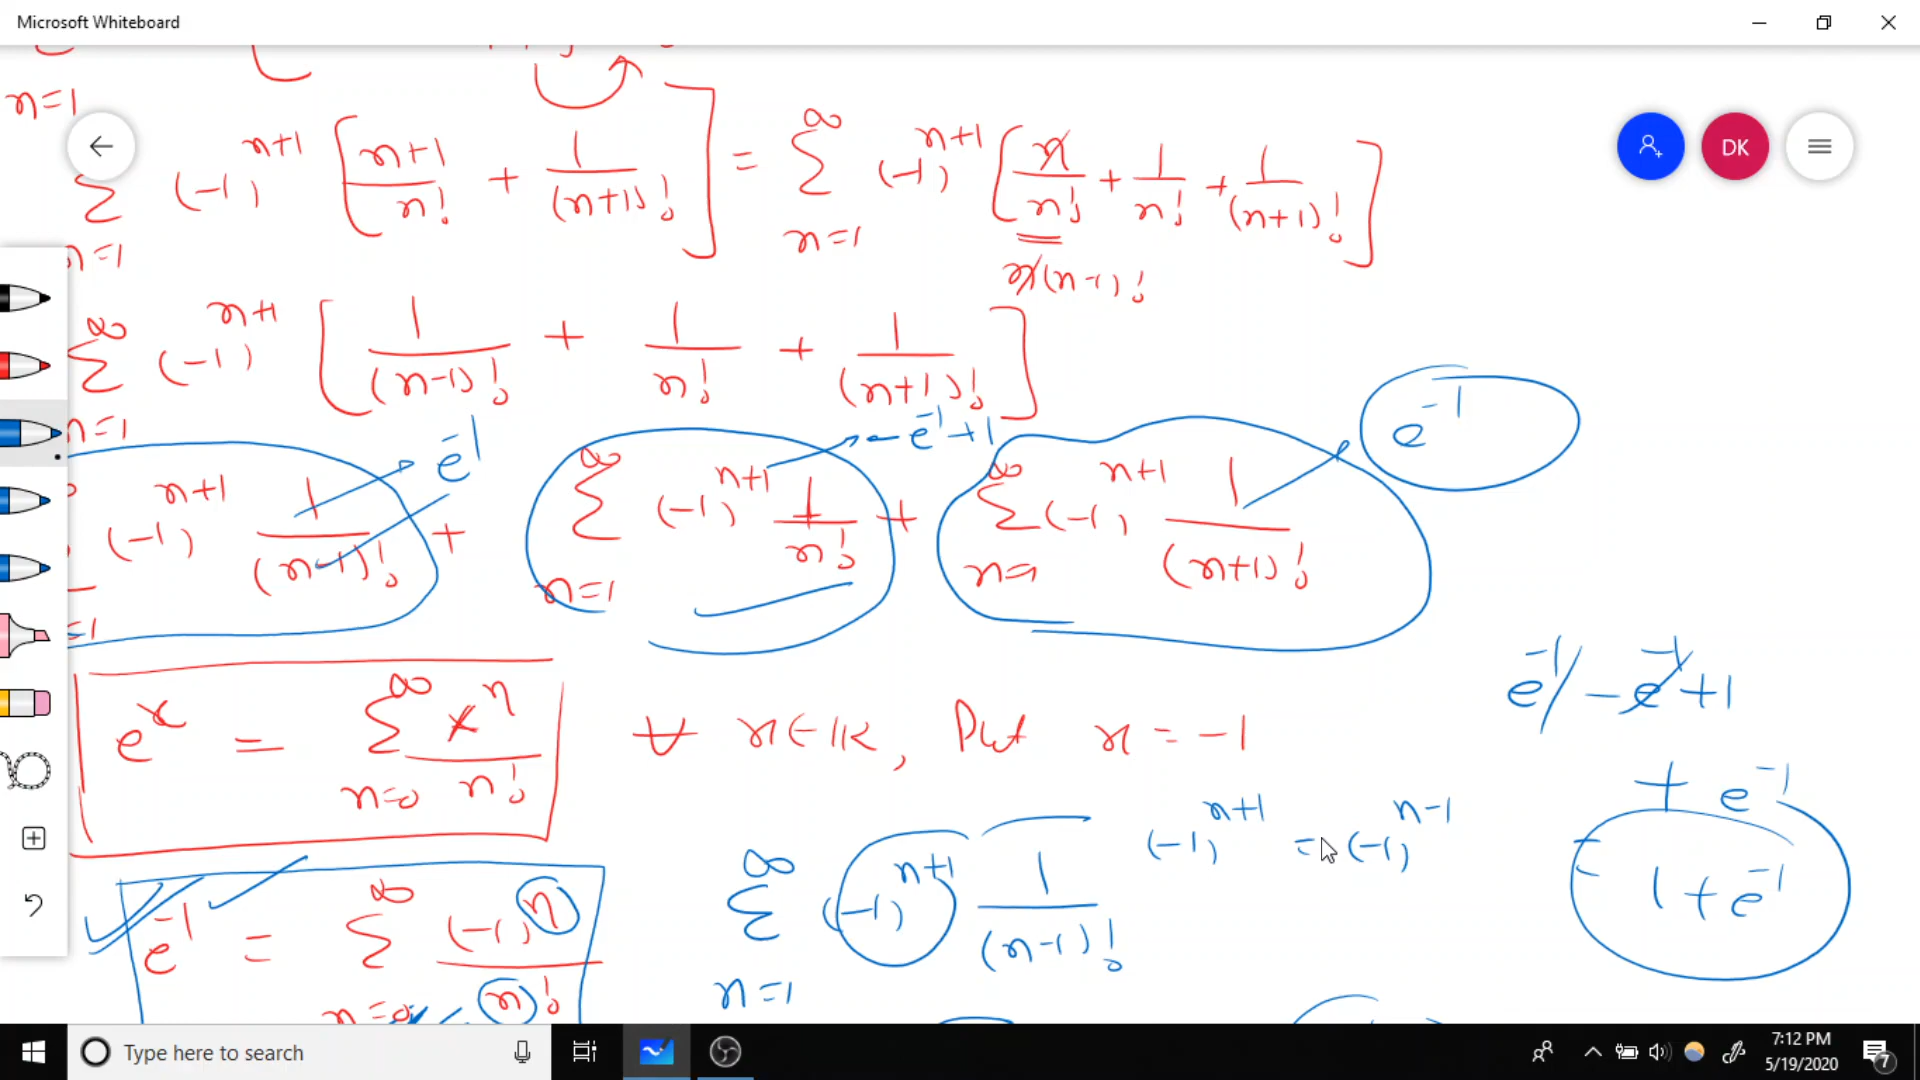 Microsoft Whiteboard
n=1
DK
(-1)^{n+1} [ (n+1)/n! + 1/(n+1)! ] = ∑_{n=1}^{∞} (-1)^{n+1} [ n/n! + 1/n! + 1/(n+1)! ]
n=1
n(n-1)!
∑_{n=1}^{∞} (-1)^{n+1} [ 1/(n-1)! + 1/n! + 1/(n+1)! ]
e^{-1}
-e^{-1}+1
e^{-1}
(-1)^{n+1} 1/(n-1)! + ∑_{n=1}^{∞} (-1)^{n+1} 1/n! + ∑_{n=1}^{∞} (-1)^{n+1} 1/(n+1)!
=1
e^{-1} - e^{-1} + 1
+ e^{-1}
= 1 + e^{-1}
e^x = ∑_{n=0}^{∞} x^n/n! ∀ x∈ℝ, Put x = -1
(-1)^{n+1} = (-1)^{n-1}
e^{-1} = ∑_{n=0}^{∞} (-1)^n/n!
∑_{n=1}^{∞} (-1)^{n+1} 1/(n-1)!
Type here to search
7:12 PM
5/19/2020
7